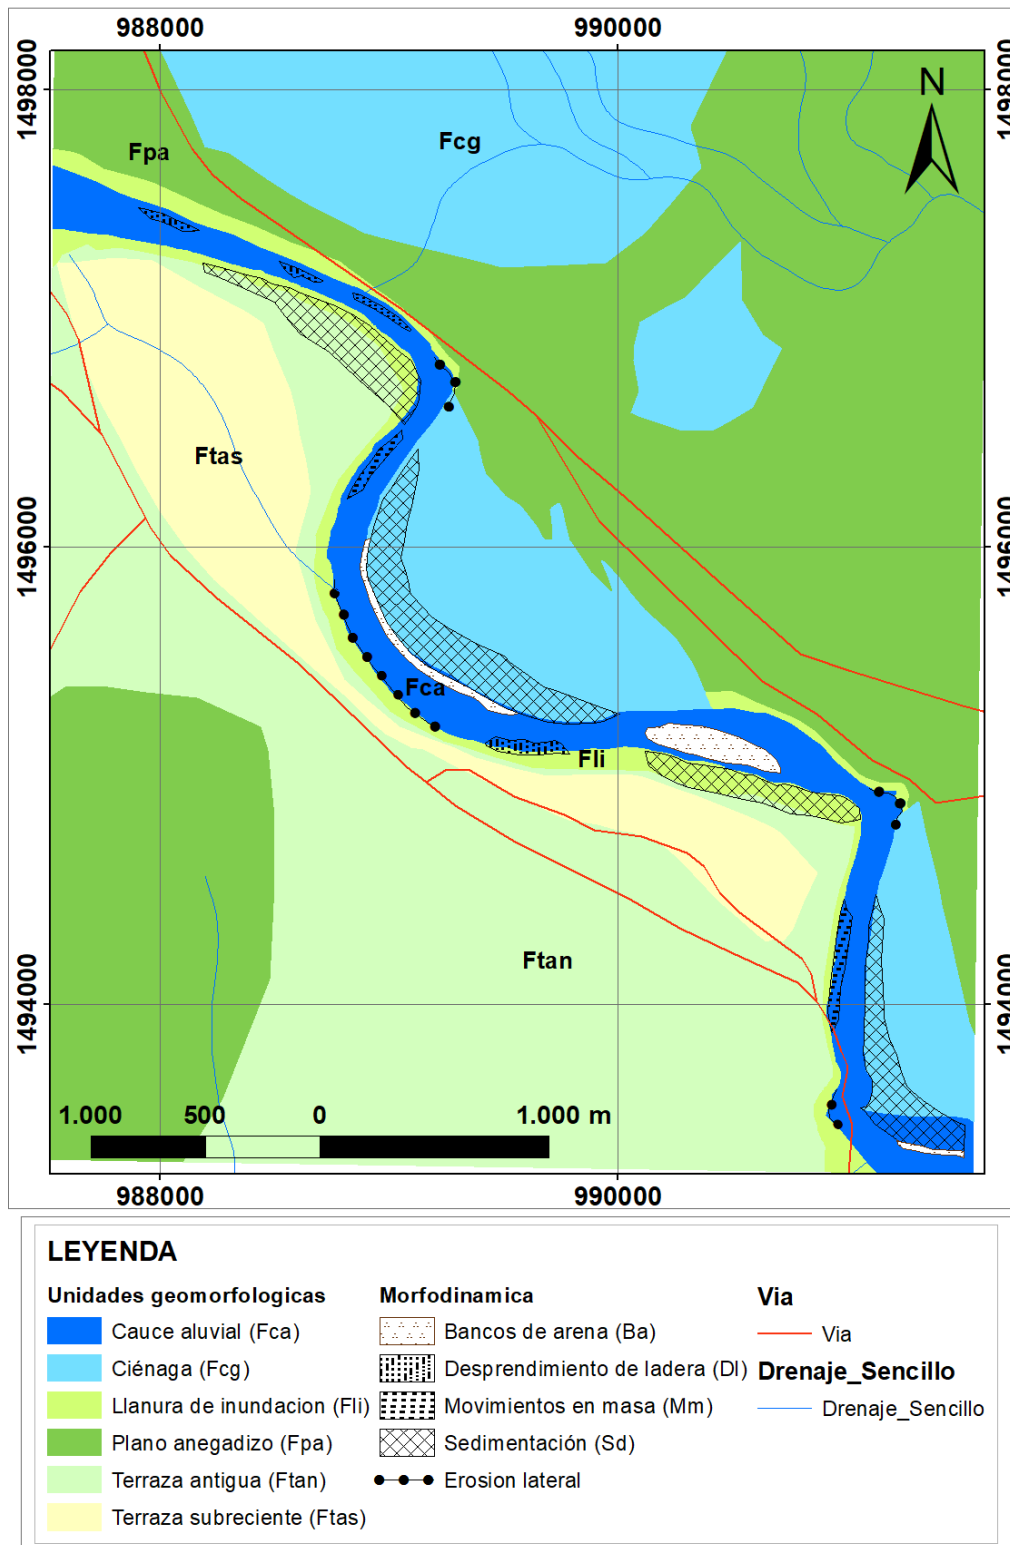 988000 990000
1498000 1498000
N
Fcg
Fpa
Ftas
1496000 1496000
Fca
Fli
Ftan
1494000 1494000
1.000 500 0 1.000 m
988000 990000
LEYENDA
Unidades geomorfologicas
Cauce aluvial (Fca)
Ciénaga (Fcg)
Llanura de inundacion (Fli)
Plano anegadizo (Fpa)
Terraza antigua (Ftan)
Terraza subreciente (Ftas)
Morfodinamica
Bancos de arena (Ba)
Desprendimiento de ladera (Dl)
Movimientos en masa (Mm)
Sedimentación (Sd)
Erosion lateral
Via
Via
Drenaje_Sencillo
Drenaje_Sencillo